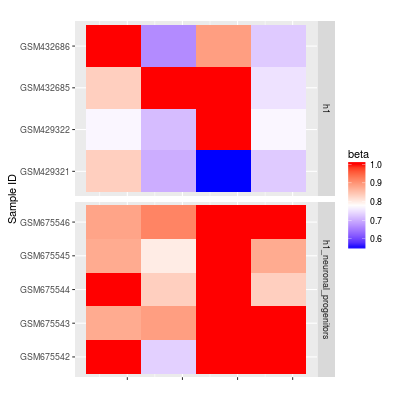 Sample ID
GSM432686
GSM432685
GSM429322
GSM429321
h1
GSM675546
GSM675545
GSM675544
GSM675543
GSM675542
h1_neuronal_progenitors
beta
1.0
0.9
0.8
0.7
0.6